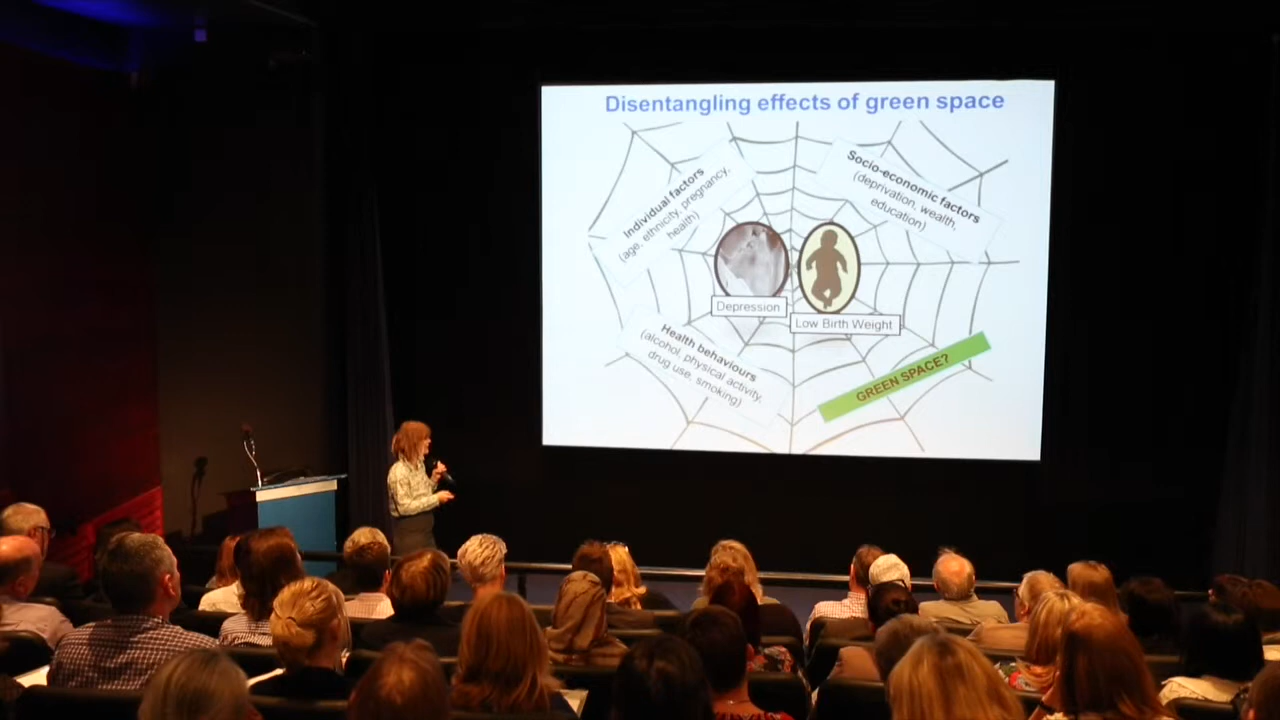 Disentangling effects of green space
Individual factors
(age, ethnicity, pregnancy,
health)
Socio-economic factors
(deprivation, wealth,
education)
Depression
Low Birth Weight
Health behaviours
(alcohol, physical activity,
drug use, smoking)
GREEN SPACE?